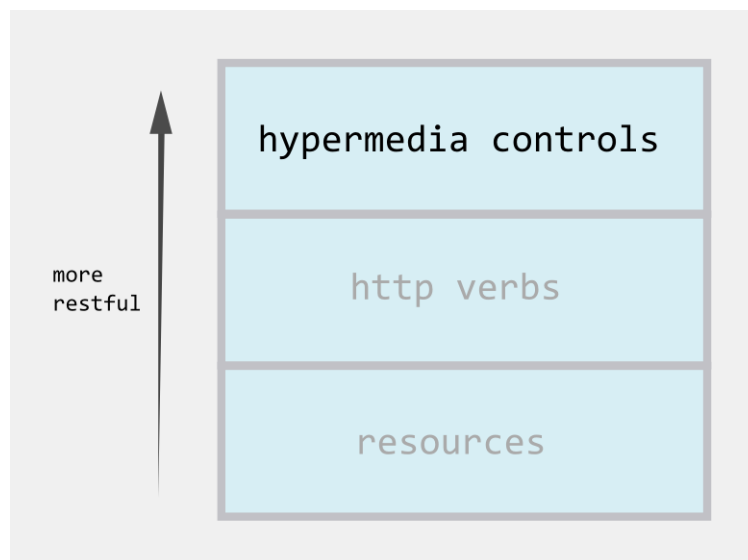 hypermedia controls
more
restful
http verbs
resources